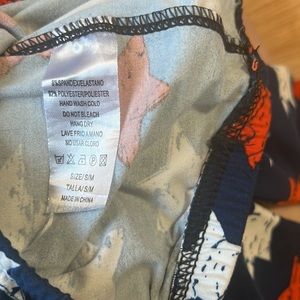 8%SPANDEX/ELASTANO
92% POLYESTER/POLIESTER
HAND WASH COLD
DO NOT BLEACH
HANG DRY
LAVE FRIO A MANO
NO USAR CLORO
SIZE: S/M
TALLA: S/M
MADE IN CHINA